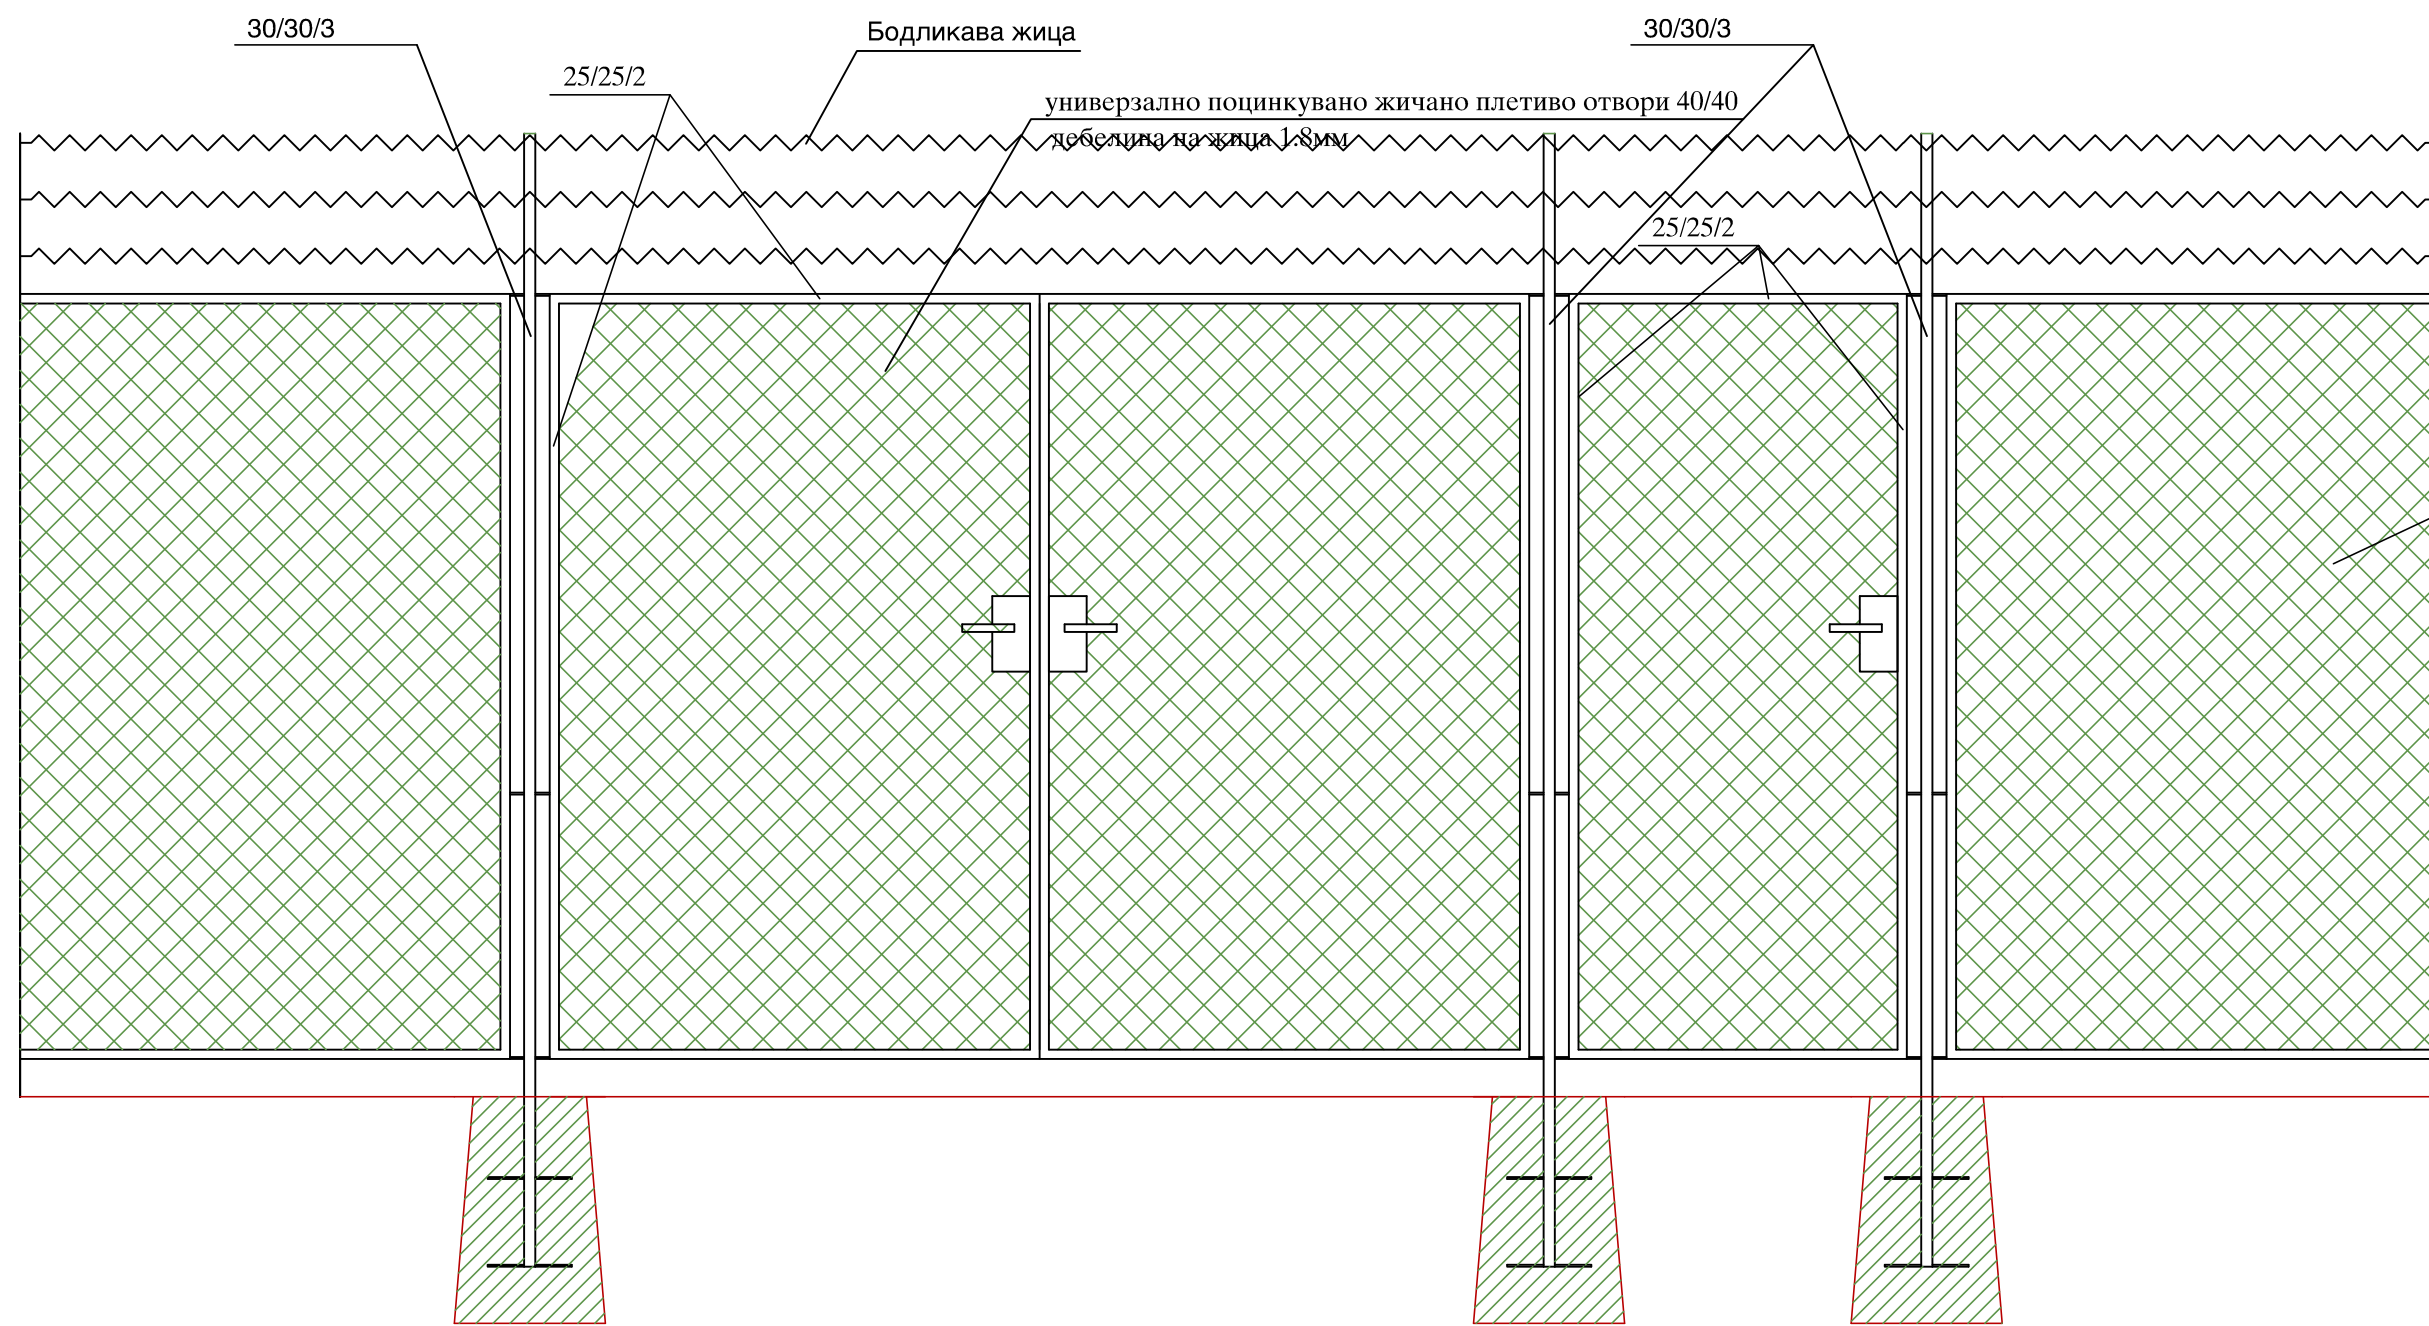 30/30/3
Бодликава жица
30/30/3
25/25/2
универзално поцинкувано жичано плетиво отвори 40/40
дебелина на жица 1.8мм
25/25/2